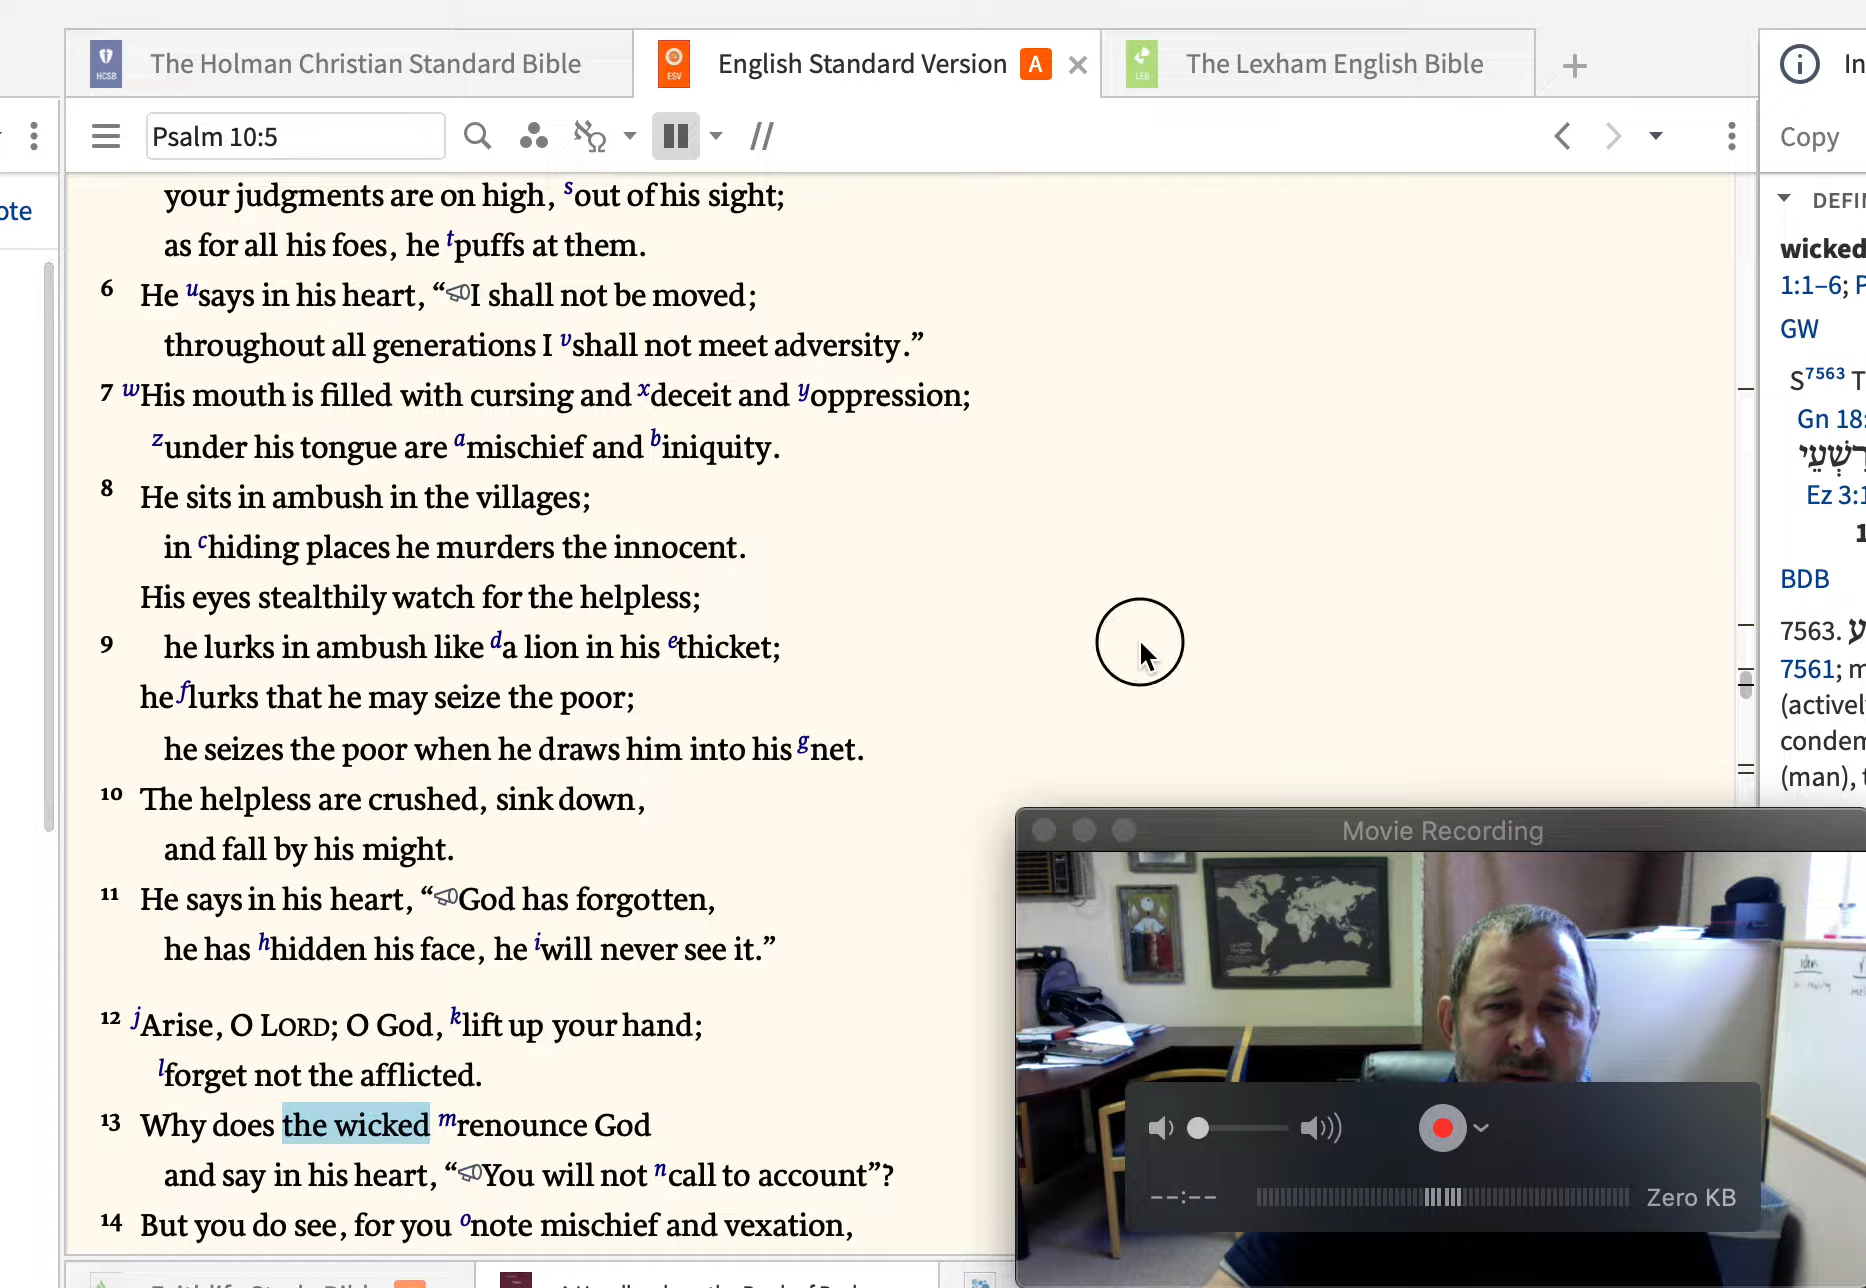 The Holman Christian Standard Bible
English Standard Version A
The Lexham English Bible
HCSB
ESV
LEB
Psalm 10:5
Copy
your judgments are on high, s out of his sight;
as for all his foes, he t puffs at them.
6 He u says in his heart, “I shall not be moved;
throughout all generations I v shall not meet adversity.”
7 w His mouth is filled with cursing and x deceit and y oppression;
z under his tongue are a mischief and b iniquity.
8 He sits in ambush in the villages;
in c hiding places he murders the innocent.
His eyes stealthily watch for the helpless;
9 he lurks in ambush like d a lion in his e thicket;
he f lurks that he may seize the poor;
he seizes the poor when he draws him into his g net.
10 The helpless are crushed, sink down,
and fall by his might.
11 He says in his heart, “God has forgotten,
he has h hidden his face, he i will never see it.”
12 j Arise, O LORD; O God, k lift up your hand;
l forget not the afflicted.
13 Why does the wicked m renounce God
and say in his heart, “You will not n call to account”?
14 But you do see, for you o note mischief and vexation,
wicked
1:1–6; P
GW
S7563 T
Gn 18:
Ez 3:1
BDB
7563.
7561; m
(man), t
Movie Recording
--:-- Zero KB